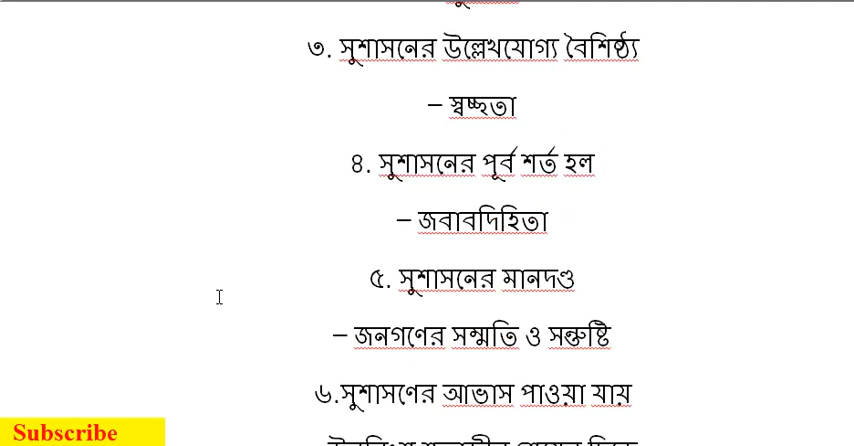 ৩. সুশাসনের উল্লেখযোগ্য বৈশিষ্ঠ্য
– স্বচ্ছতা
৪. সুশাসনের পূর্ব শর্ত হল
– জবাবদিহিতা
৫. সুশাসনের মানদণ্ড
– জনগণের সম্মতি ও সন্তুষ্টি
৬.সুশাসণের আভাস পাওয়া যায়
Subscribe